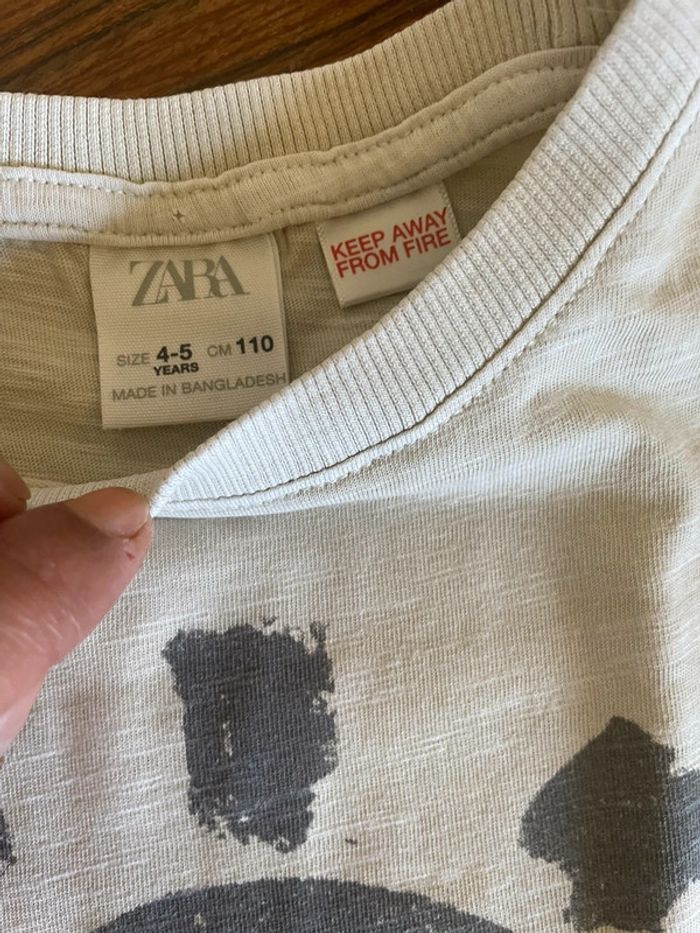 ZARA
SIZE 4-5 YEARS CM 110
MADE IN BANGLADESH
KEEP AWAY
FROM FIRE